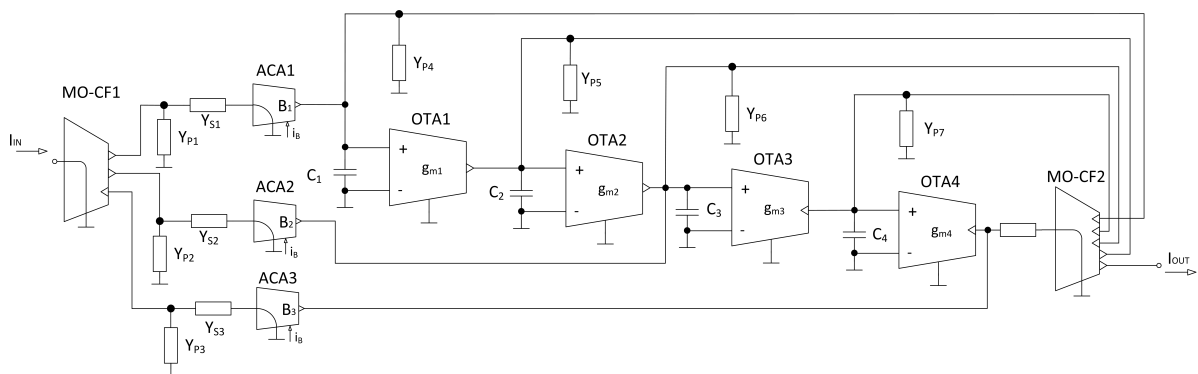 Y_P4
Y_P5
ACA1
Y_P6
MO-CF1
B_1
Y_P7
Y_S1
i_B
OTA1
I_IN
Y_P1
OTA2
+
OTA3
C_1
g_m1
+
OTA4
MO-CF2
-
ACA2
C_2
g_m2
+
+
B_2
-
C_3
g_m3
C_4
g_m4
Y_S2
i_B
-
-
Y_P2
I_OUT
ACA3
B_3
Y_S3
i_B
Y_P3